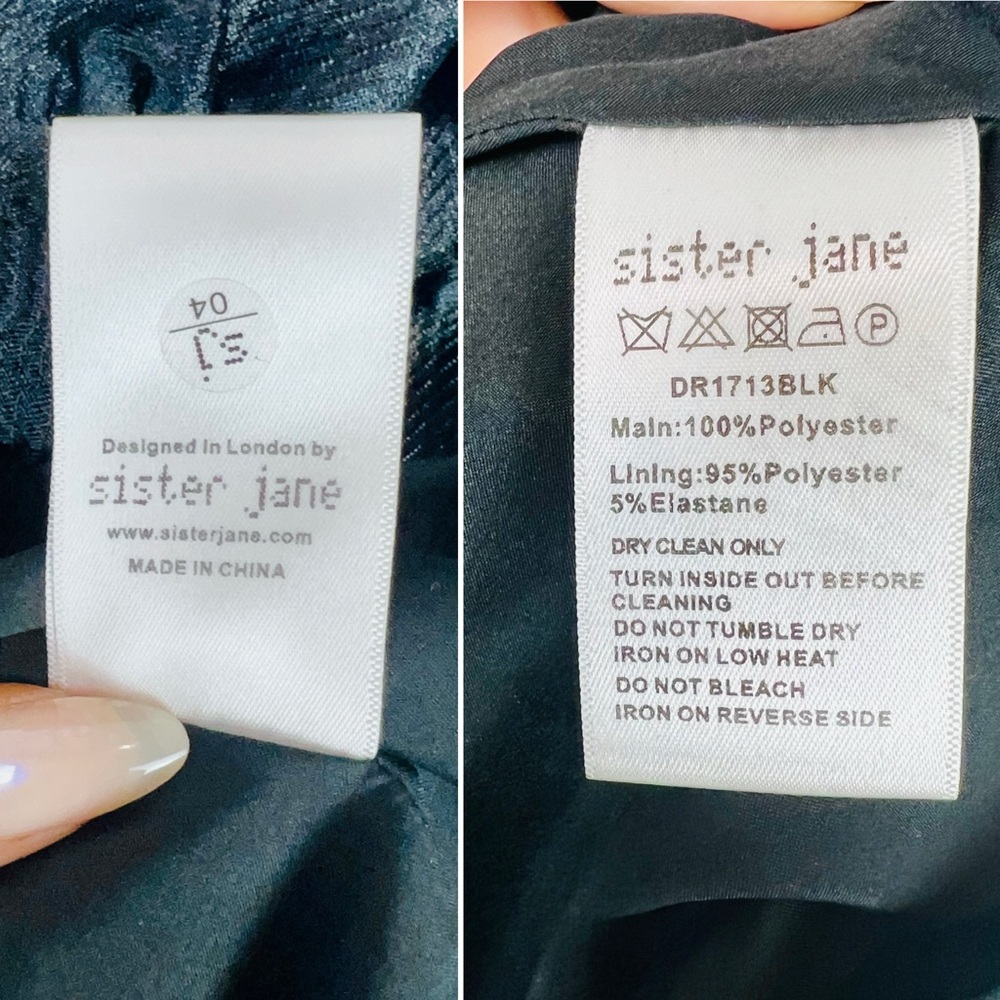 04
sj
Designed in London by
sister jane
www.sisterjane.com
MADE IN CHINA
sister jane
P
DR1713BLK
Main:100%Polyester
Lining:95%Polyester
5%Elastane
DRY CLEAN ONLY
TURN INSIDE OUT BEFORE
CLEANING
DO NOT TUMBLE DRY
IRON ON LOW HEAT
DO NOT BLEACH
IRON ON REVERSE SIDE